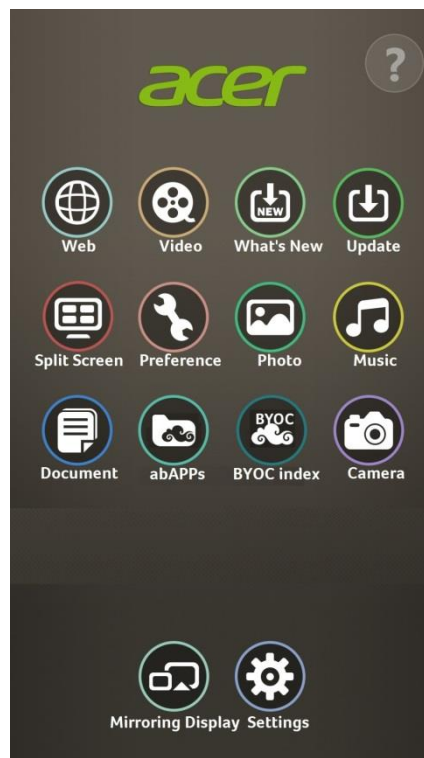 acer
?
Web Video What's New Update
NEW
Split Screen Preference Photo Music
BYOC
Document abAPPs BYOC index Camera
Mirroring Display Settings